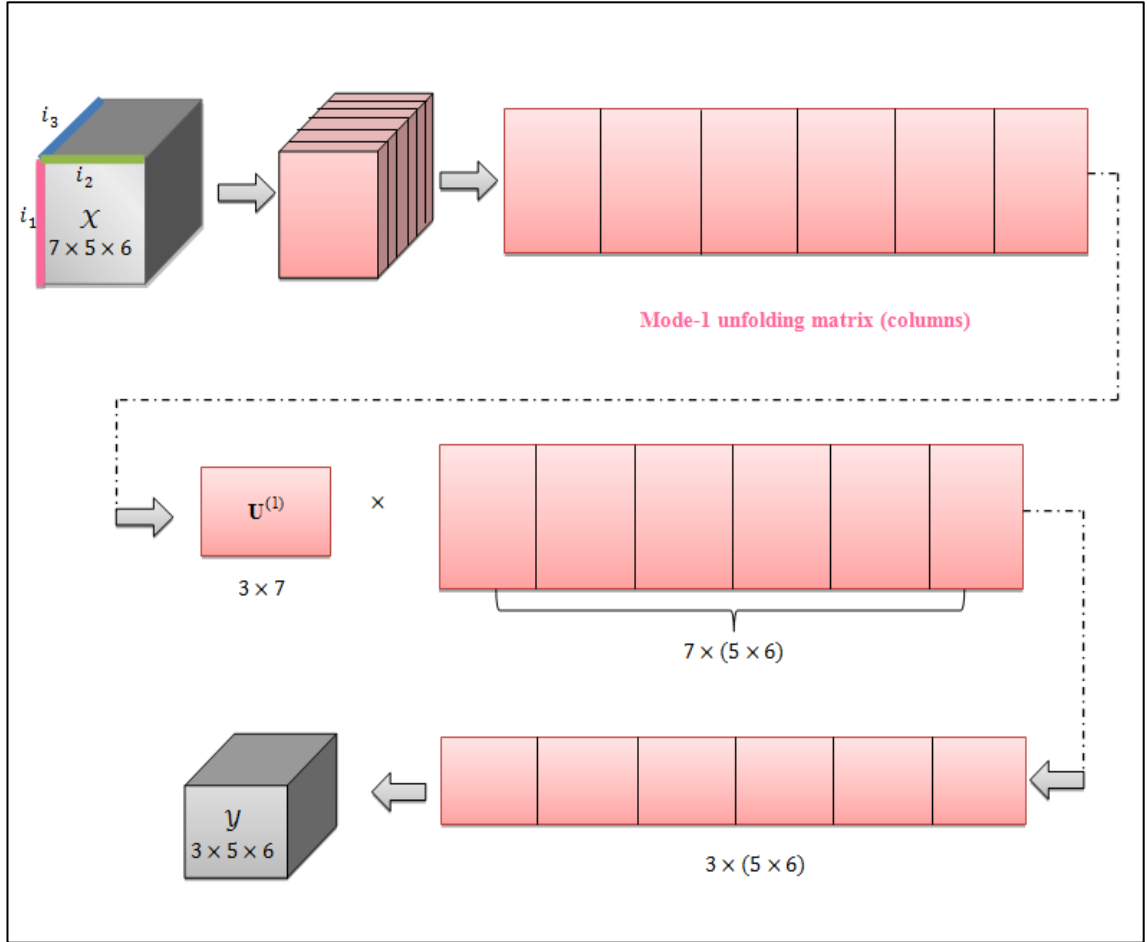 i₃
i₂
i₁
𝒳
7 × 5 × 6
Mode-1 unfolding matrix (columns)
U⁽¹⁾
×
3 × 7
7 × (5 × 6)
𝒴
3 × 5 × 6
3 × (5 × 6)